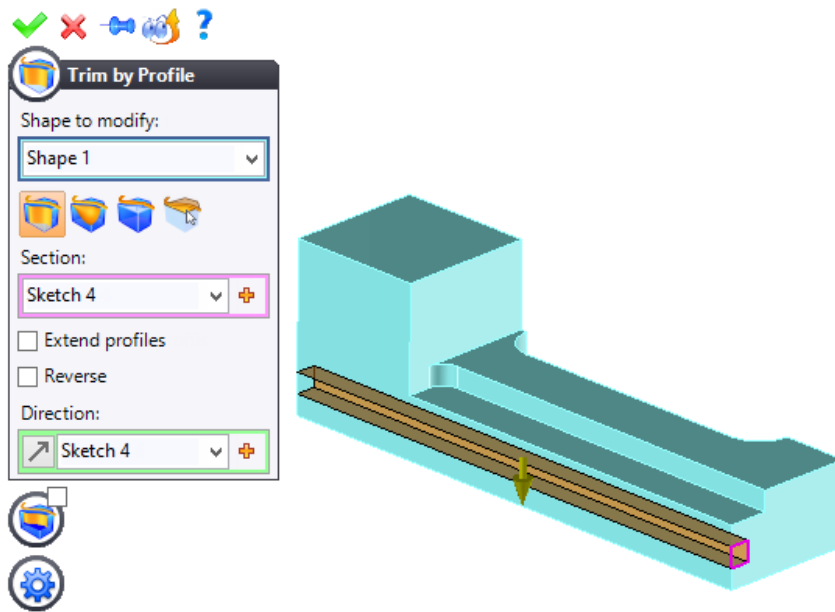 ?
Trim by Profile
Shape to modify:
Shape 1
Section:
Sketch 4
Extend profiles
Reverse
Direction:
Sketch 4